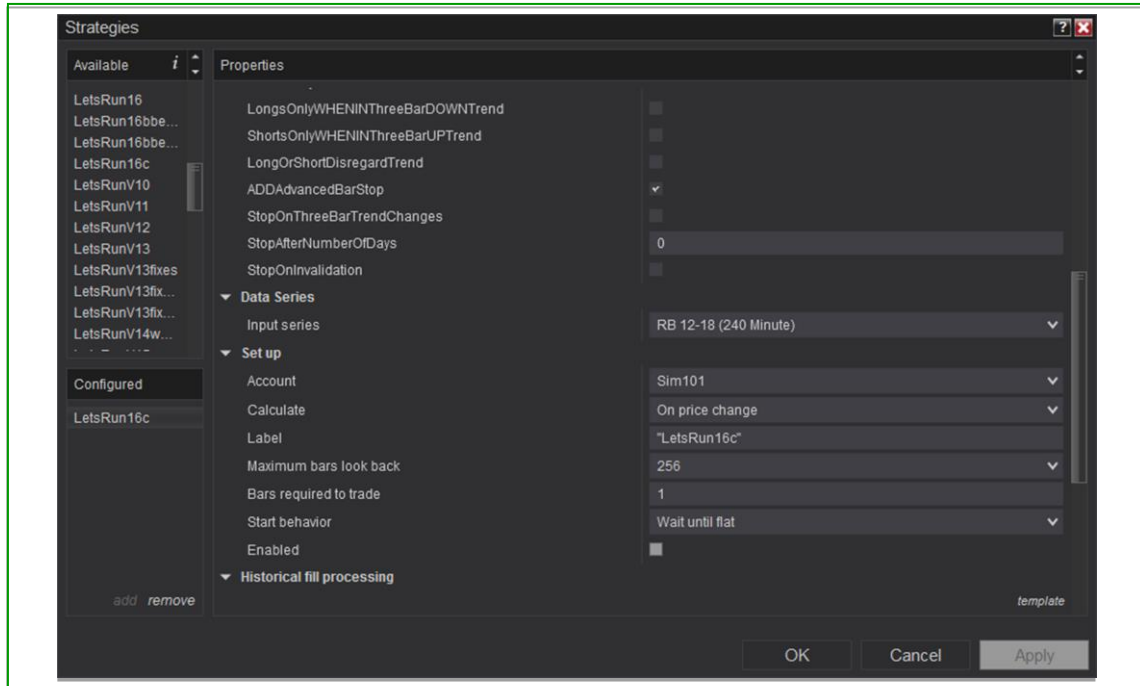 Strategies
?
Available i
Properties
LetsRun16
LetsRun16bbe...
LetsRun16bbe...
LetsRun16c
LetsRunV10
LetsRunV11
LetsRunV12
LetsRunV13
LetsRunV13fixes
LetsRunV13fix...
LetsRunV13fix...
LetsRunV14w...
Configured
LetsRun16c
add remove
LongsOnlyWHENINThreeBarDOWNTrend
ShortsOnlyWHENINThreeBarUPTrend
LongOrShortDisregardTrend
ADDAdvancedBarStop
StopOnThreeBarTrendChanges
StopAfterNumberOfDays 0
StopOnInvalidation
Data Series
Input series RB 12-18 (240 Minute)
Set up
Account Sim101
Calculate On price change
Label "LetsRun16c"
Maximum bars look back 256
Bars required to trade 1
Start behavior Wait until flat
Enabled
Historical fill processing
template
OK Cancel Apply